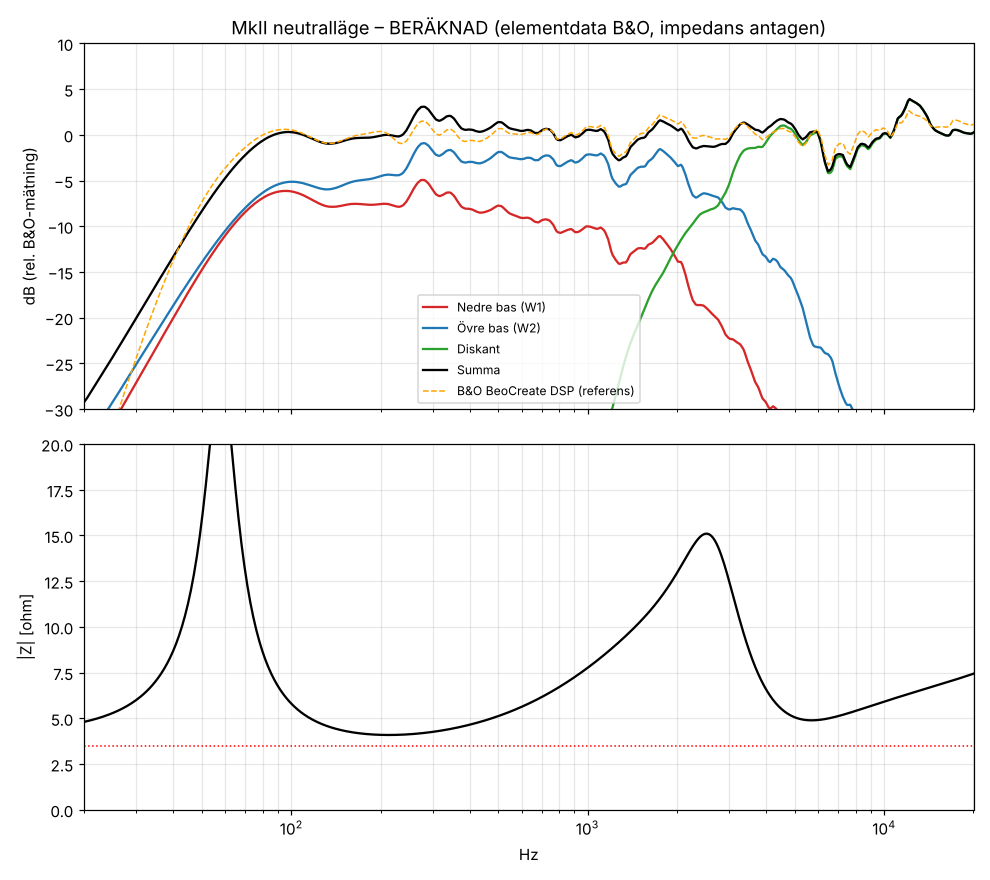 MkII neutralläge – BERÄKNAD (elementdata B&O, impedans antagen)
10
5
0
−5
−10
−15
−20
−25
−30
dB (rel. B&O-mätning)
Nedre bas (W1)
Övre bas (W2)
Diskant
Summa
B&O BeoCreate DSP (referens)
20.0
17.5
15.0
12.5
10.0
7.5
5.0
2.5
0.0
|Z| [ohm]
10²
10³
10⁴
Hz